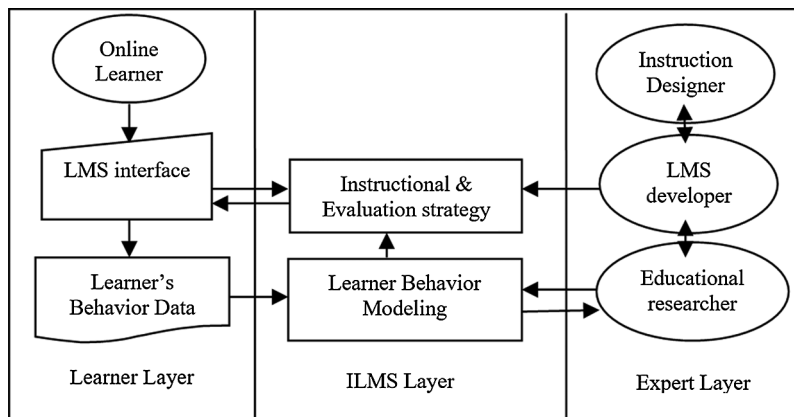 Online
Learner
LMS interface
Learner’s
Behavior Data
Learner Layer
Instructional &
Evaluation strategy
Learner Behavior
Modeling
ILMS Layer
Instruction
Designer
LMS
developer
Educational
researcher
Expert Layer